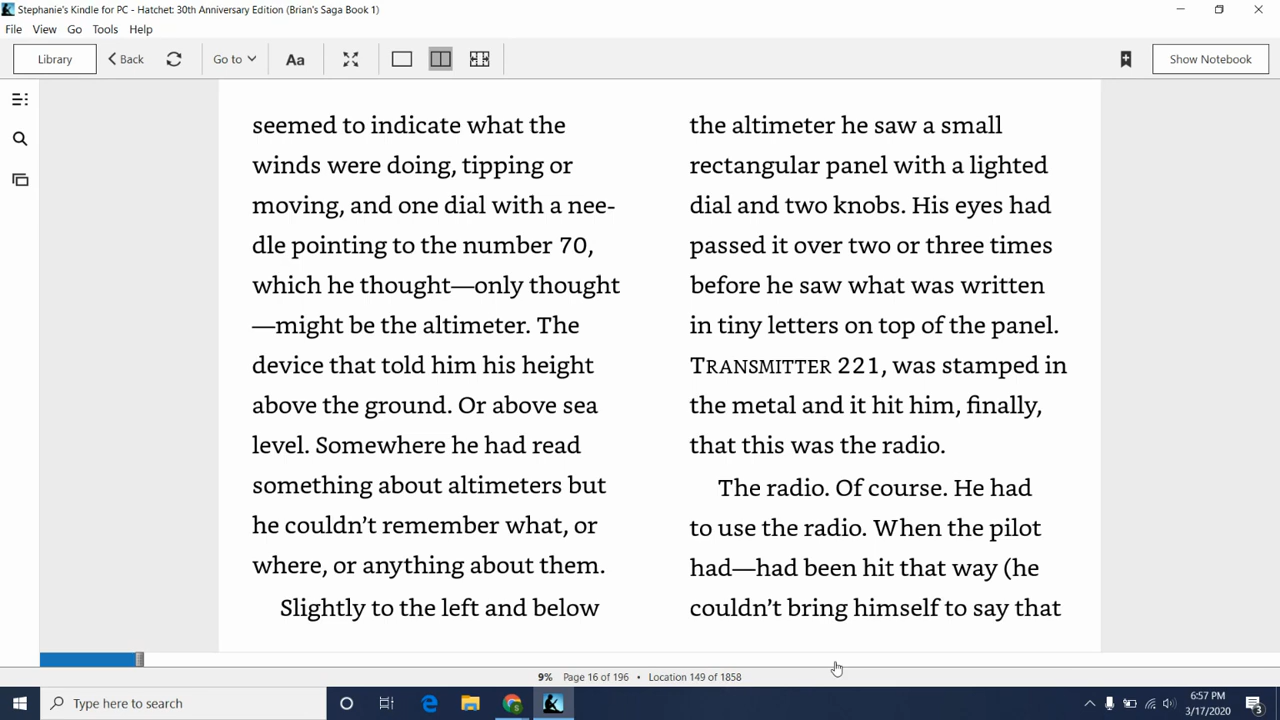 Stephanie's Kindle for PC - Hatchet: 30th Anniversary Edition (Brian's Saga Book 1)
File View Go Tools Help
Library Back Go to Aa Show Notebook
seemed to indicate what the
winds were doing, tipping or
moving, and one dial with a nee-
dle pointing to the number 70,
which he thought—only thought
—might be the altimeter. The
device that told him his height
above the ground. Or above sea
level. Somewhere he had read
something about altimeters but
he couldn't remember what, or
where, or anything about them.
Slightly to the left and below
the altimeter he saw a small
rectangular panel with a lighted
dial and two knobs. His eyes had
passed it over two or three times
before he saw what was written
in tiny letters on top of the panel.
TRANSMITTER 221, was stamped in
the metal and it hit him, finally,
that this was the radio.
The radio. Of course. He had
to use the radio. When the pilot
had—had been hit that way (he
couldn't bring himself to say that
9% Page 16 of 196 • Location 149 of 1858
Type here to search
6:57 PM
3/17/2020
3